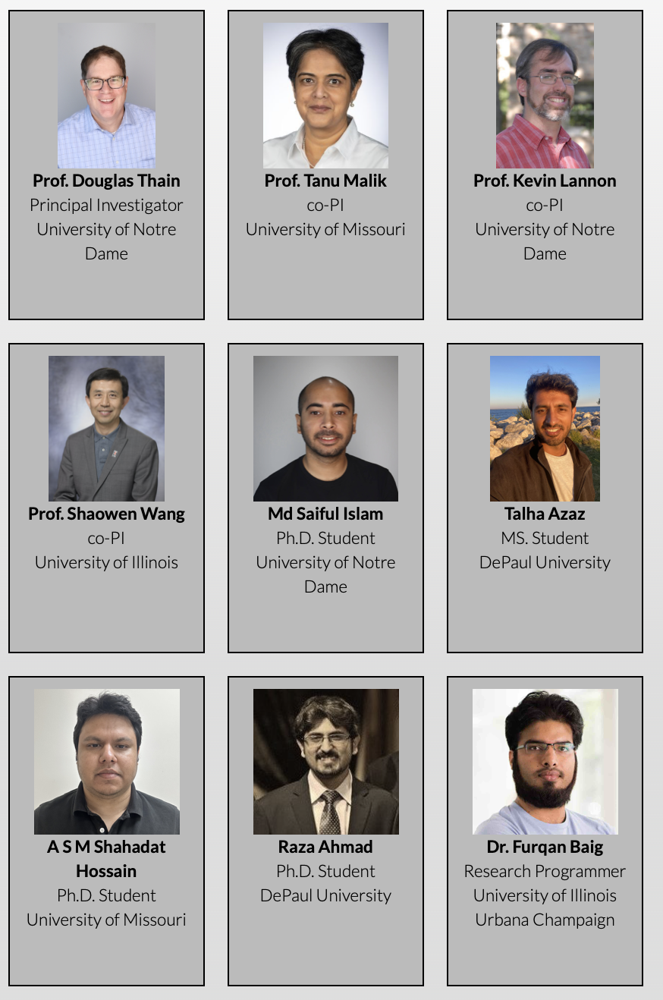 Prof. Douglas Thain
Principal Investigator
University of Notre
Dame
Prof. Tanu Malik
co-PI
University of Missouri
Prof. Kevin Lannon
co-PI
University of Notre
Dame
Prof. Shaowen Wang
co-PI
University of Illinois
Md Saiful Islam
Ph.D. Student
University of Notre
Dame
Talha Azaz
MS. Student
DePaul University
A S M Shahadat
Hossain
Ph.D. Student
University of Missouri
Raza Ahmad
Ph.D. Student
DePaul University
Dr. Furqan Baig
Research Programmer
University of Illinois
Urbana Champaign